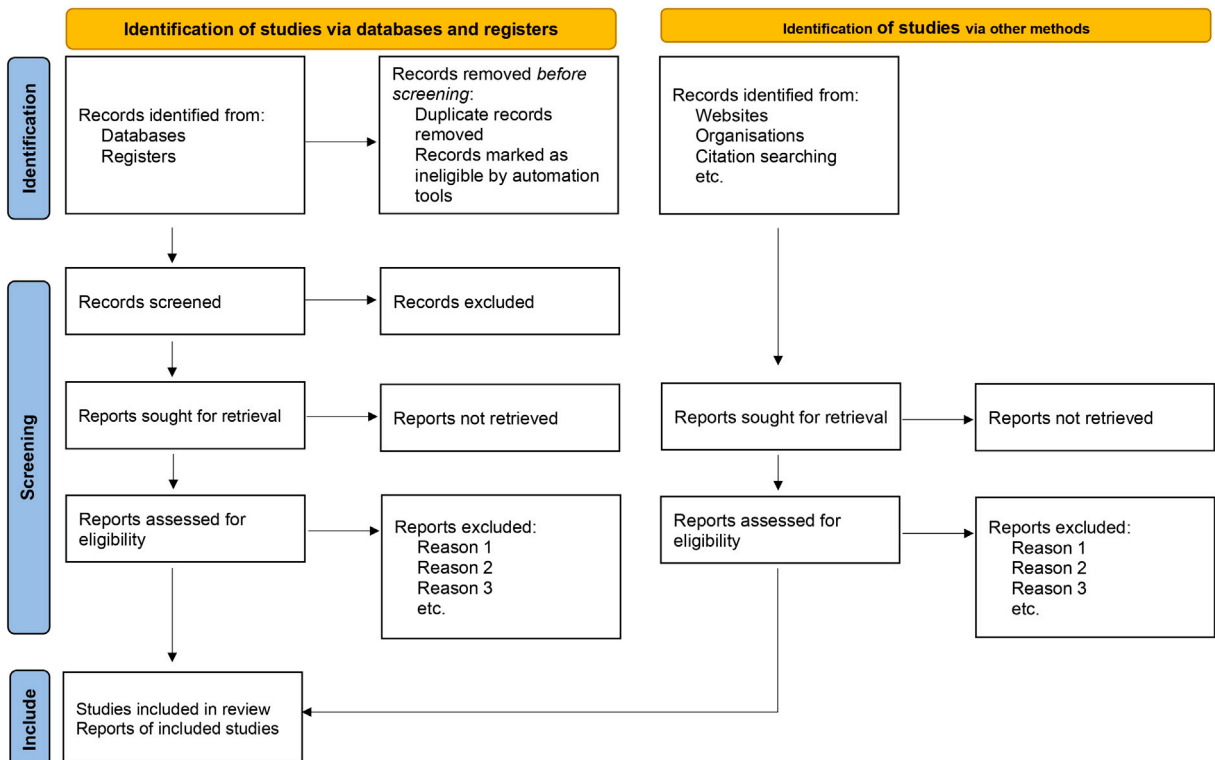 Identification of studies via databases and registers
Identification of studies via other methods
Identification
Records identified from:
Databases
Registers
Records removed before
screening:
Duplicate records
removed
Records marked as
ineligible by automation
tools
Records identified from:
Websites
Organisations
Citation searching
etc.
Screening
Records screened
Records excluded
Reports sought for retrieval
Reports not retrieved
Reports sought for retrieval
Reports not retrieved
Reports assessed for
eligibility
Reports excluded:
Reason 1
Reason 2
Reason 3
etc.
Reports assessed for
eligibility
Reports excluded:
Reason 1
Reason 2
Reason 3
etc.
Include
Studies included in review
Reports of included studies